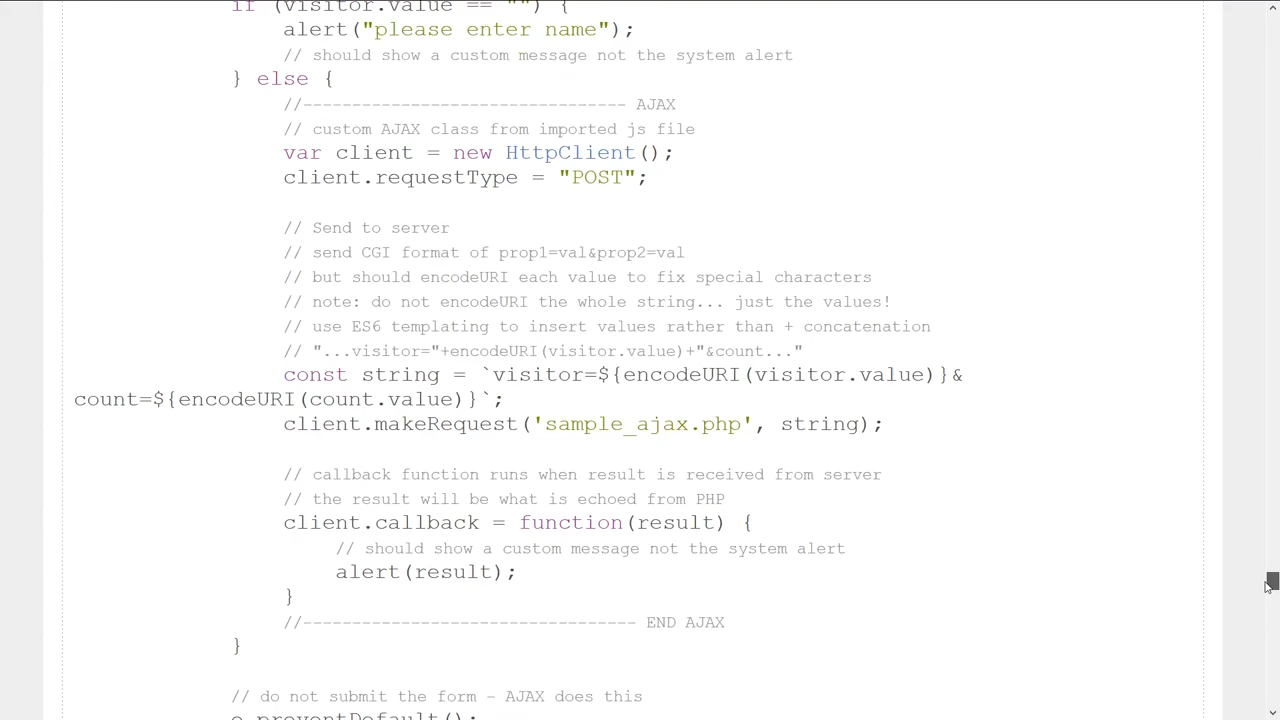 if (visitor.value == "") {
alert("please enter name");
// should show a custom message not the system alert
} else {
//--------------------------------- AJAX
// custom AJAX class from imported js file
var client = new HttpClient();
client.requestType = "POST";
// Send to server
// send CGI format of prop1=val&prop2=val
// but should encodeURI each value to fix special characters
// note: do not encodeURI the whole string... just the values!
// use ES6 templating to insert values rather than + concatenation
// "...visitor="+encodeURI(visitor.value)+"&count..."
const string = `visitor=${encodeURI(visitor.value)}&
count=${encodeURI(count.value)}`;
client.makeRequest('sample_ajax.php', string);
// callback function runs when result is received from server
// the result will be what is echoed from PHP
client.callback = function(result) {
// should show a custom message not the system alert
alert(result);
}
//---------------------------------- END AJAX
}
// do not submit the form - AJAX does this
e.preventDefault();